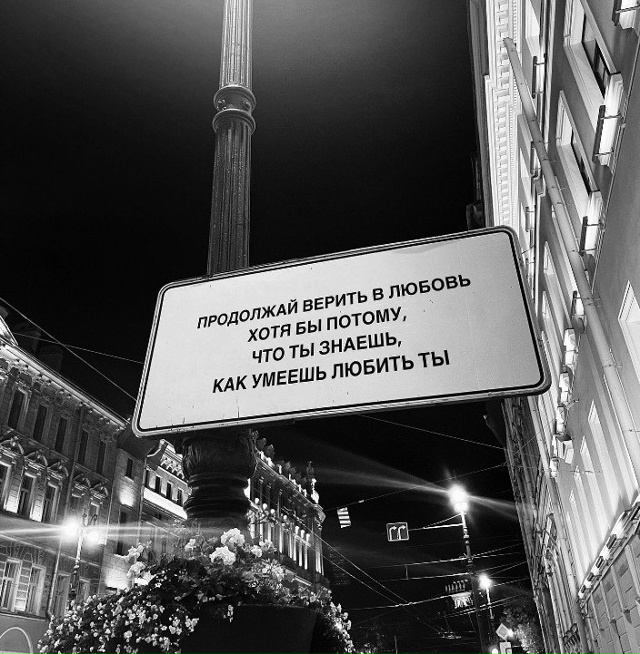 ПРОДОЛЖАЙ ВЕРИТЬ В ЛЮБОВЬ
ХОТЯ БЫ ПОТОМУ,
ЧТО ТЫ ЗНАЕШЬ,
КАК УМЕЕШЬ ЛЮБИТЬ ТЫ